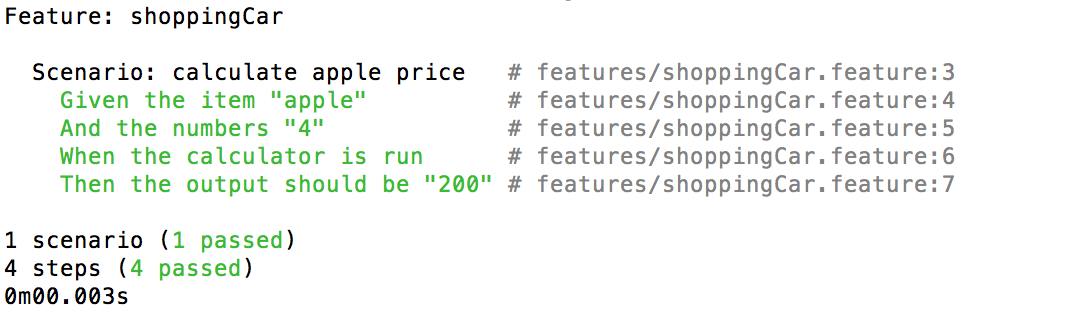 Feature: shoppingCar
Scenario: calculate apple price # features/shoppingCar.feature:3
Given the item "apple" # features/shoppingCar.feature:4
And the numbers "4" # features/shoppingCar.feature:5
When the calculator is run # features/shoppingCar.feature:6
Then the output should be "200" # features/shoppingCar.feature:7
1 scenario (1 passed)
4 steps (4 passed)
0m00.003s